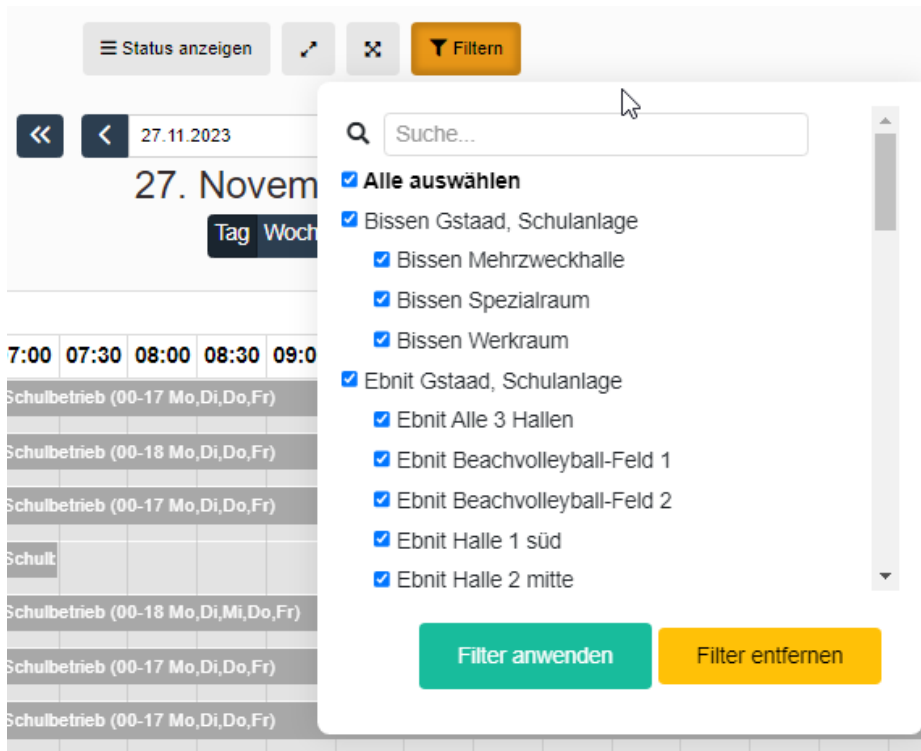 Status anzeigen
Filtern
27.11.2023
27. Novem
Tag Woch
Suche...
Alle auswählen
Bissen Gstaad, Schulanlage
Bissen Mehrzweckhalle
Bissen Spezialraum
Bissen Werkraum
Ebnit Gstaad, Schulanlage
Ebnit Alle 3 Hallen
Ebnit Beachvolleyball-Feld 1
Ebnit Beachvolleyball-Feld 2
Ebnit Halle 1 süd
Ebnit Halle 2 mitte
Filter anwenden
Filter entfernen
7:00 07:30 08:00 08:30 09:0
Schulbetrieb (00-17 Mo,Di,Do,Fr)
Schulbetrieb (00-18 Mo,Di,Do,Fr)
Schulbetrieb (00-17 Mo,Di,Do,Fr)
Schult
Schulbetrieb (00-18 Mo,Di,Mi,Do,Fr)
Schulbetrieb (00-17 Mo,Di,Do,Fr)
Schulbetrieb (00-17 Mo,Di,Do,Fr)